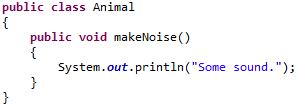 public class Animal
{
    public void makeNoise()
    {
        System.out.println("Some sound.");
    }
}